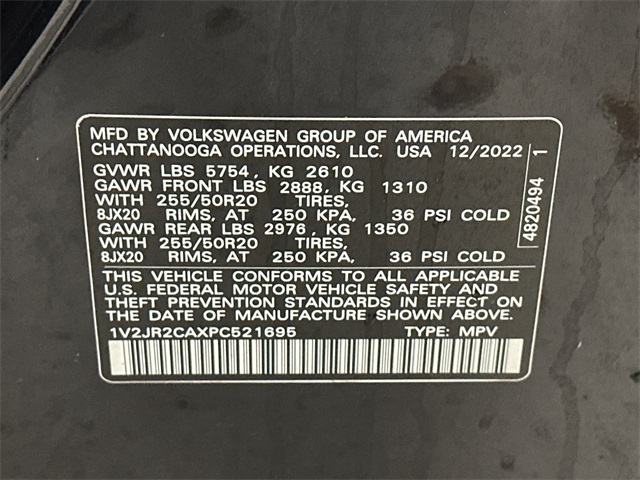 MFD BY VOLKSWAGEN GROUP OF AMERICA
CHATTANOOGA OPERATIONS, LLC. USA 12/2022
GVWR LBS 5754, KG 2610
GAWR FRONT LBS 2888, KG 1310
WITH 255/50R20 TIRES,
8JX20 RIMS, AT 250 KPA, 36 PSI COLD
GAWR REAR LBS 2976, KG 1350
WITH 255/50R20 TIRES,
8JX20 RIMS, AT 250 KPA, 36 PSI COLD
THIS VEHICLE CONFORMS TO ALL APPLICABLE
U.S. FEDERAL MOTOR VEHICLE SAFETY AND
THEFT PREVENTION STANDARDS IN EFFECT ON
THE DATE OF MANUFACTURE SHOWN ABOVE.
1V2JR2CAXPC521695 TYPE: MPV
4820494 1